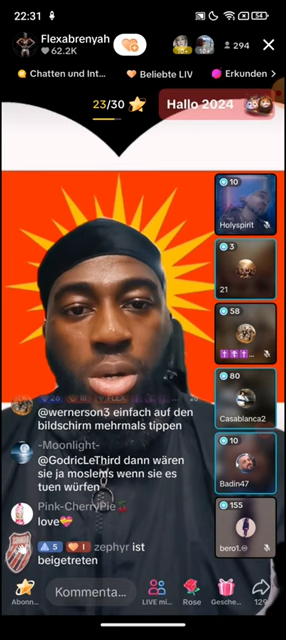 22:31
54
Flexabrenyah
62.2K
294
Chatten und Int...
Beliebte LIV
Erkunden
23/30
Hallo 2024
10
Holyspirit
3
21
58
80
Casablanca2
10
Badin47
155
bero1.
@wernerson3 einfach auf den
bildschirm mehrmals tippen
-Moonlight-
@GodricLeThird dann wären
sie ja moslems wenn sie es
tuen würfen
Pink-CherryPie
love
5 1 zephyr ist
beigetreten
Kommenta...
Abonn...
LIVE mi...
Rose
Gesche...
129